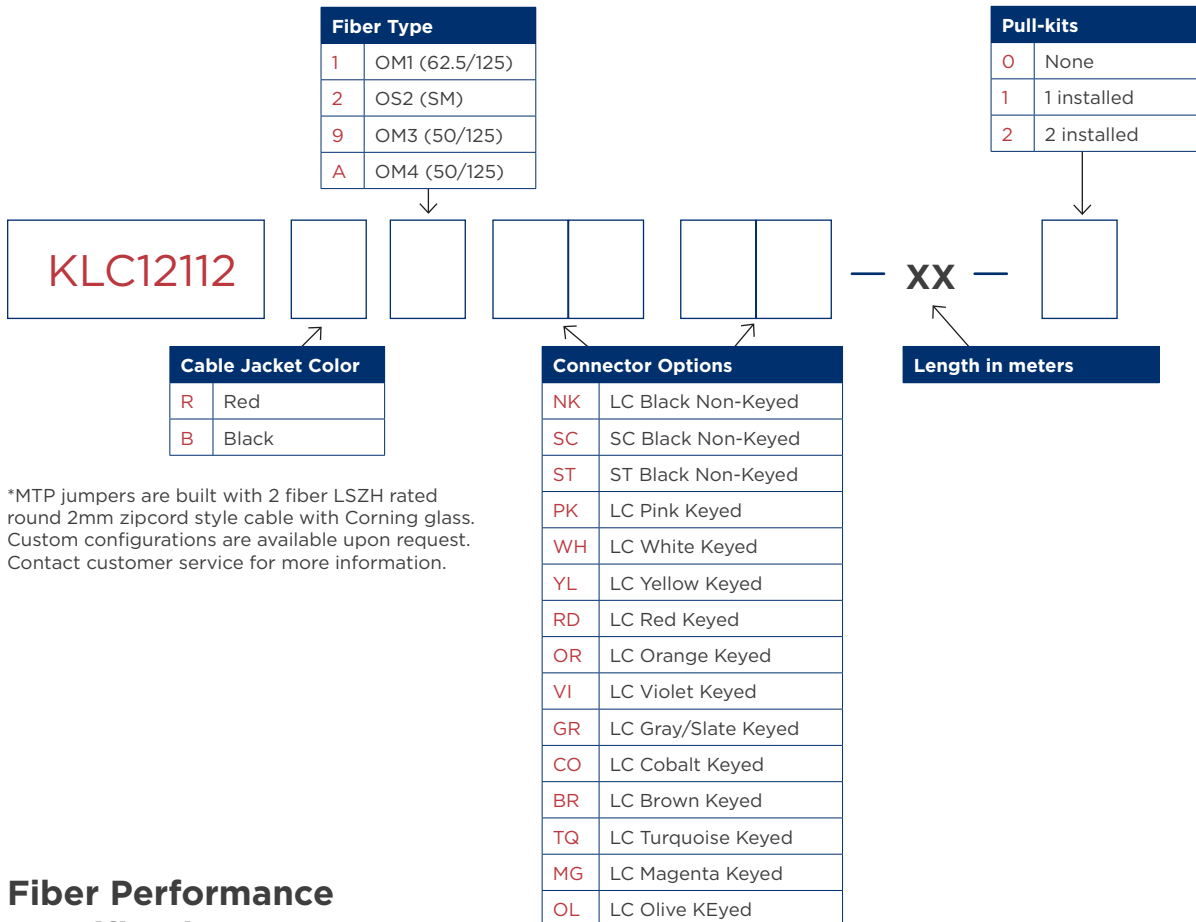 Fiber Type
1 OM1 (62.5/125)
2 OS2 (SM)
9 OM3 (50/125)
A OM4 (50/125)
Pull-kits
0 None
1 1 installed
2 2 installed
KLC12112
— XX —
Cable Jacket Color
R Red
B Black
*MTP jumpers are built with 2 fiber LSZH rated
round 2mm zipcord style cable with Corning glass.
Custom configurations are available upon request.
Contact customer service for more information.
Connector Options
NK LC Black Non-Keyed
SC SC Black Non-Keyed
ST ST Black Non-Keyed
PK LC Pink Keyed
WH LC White Keyed
YL LC Yellow Keyed
RD LC Red Keyed
OR LC Orange Keyed
VI LC Violet Keyed
GR LC Gray/Slate Keyed
CO LC Cobalt Keyed
BR LC Brown Keyed
TQ LC Turquoise Keyed
MG LC Magenta Keyed
OL LC Olive KEyed
Length in meters
Fiber Performance